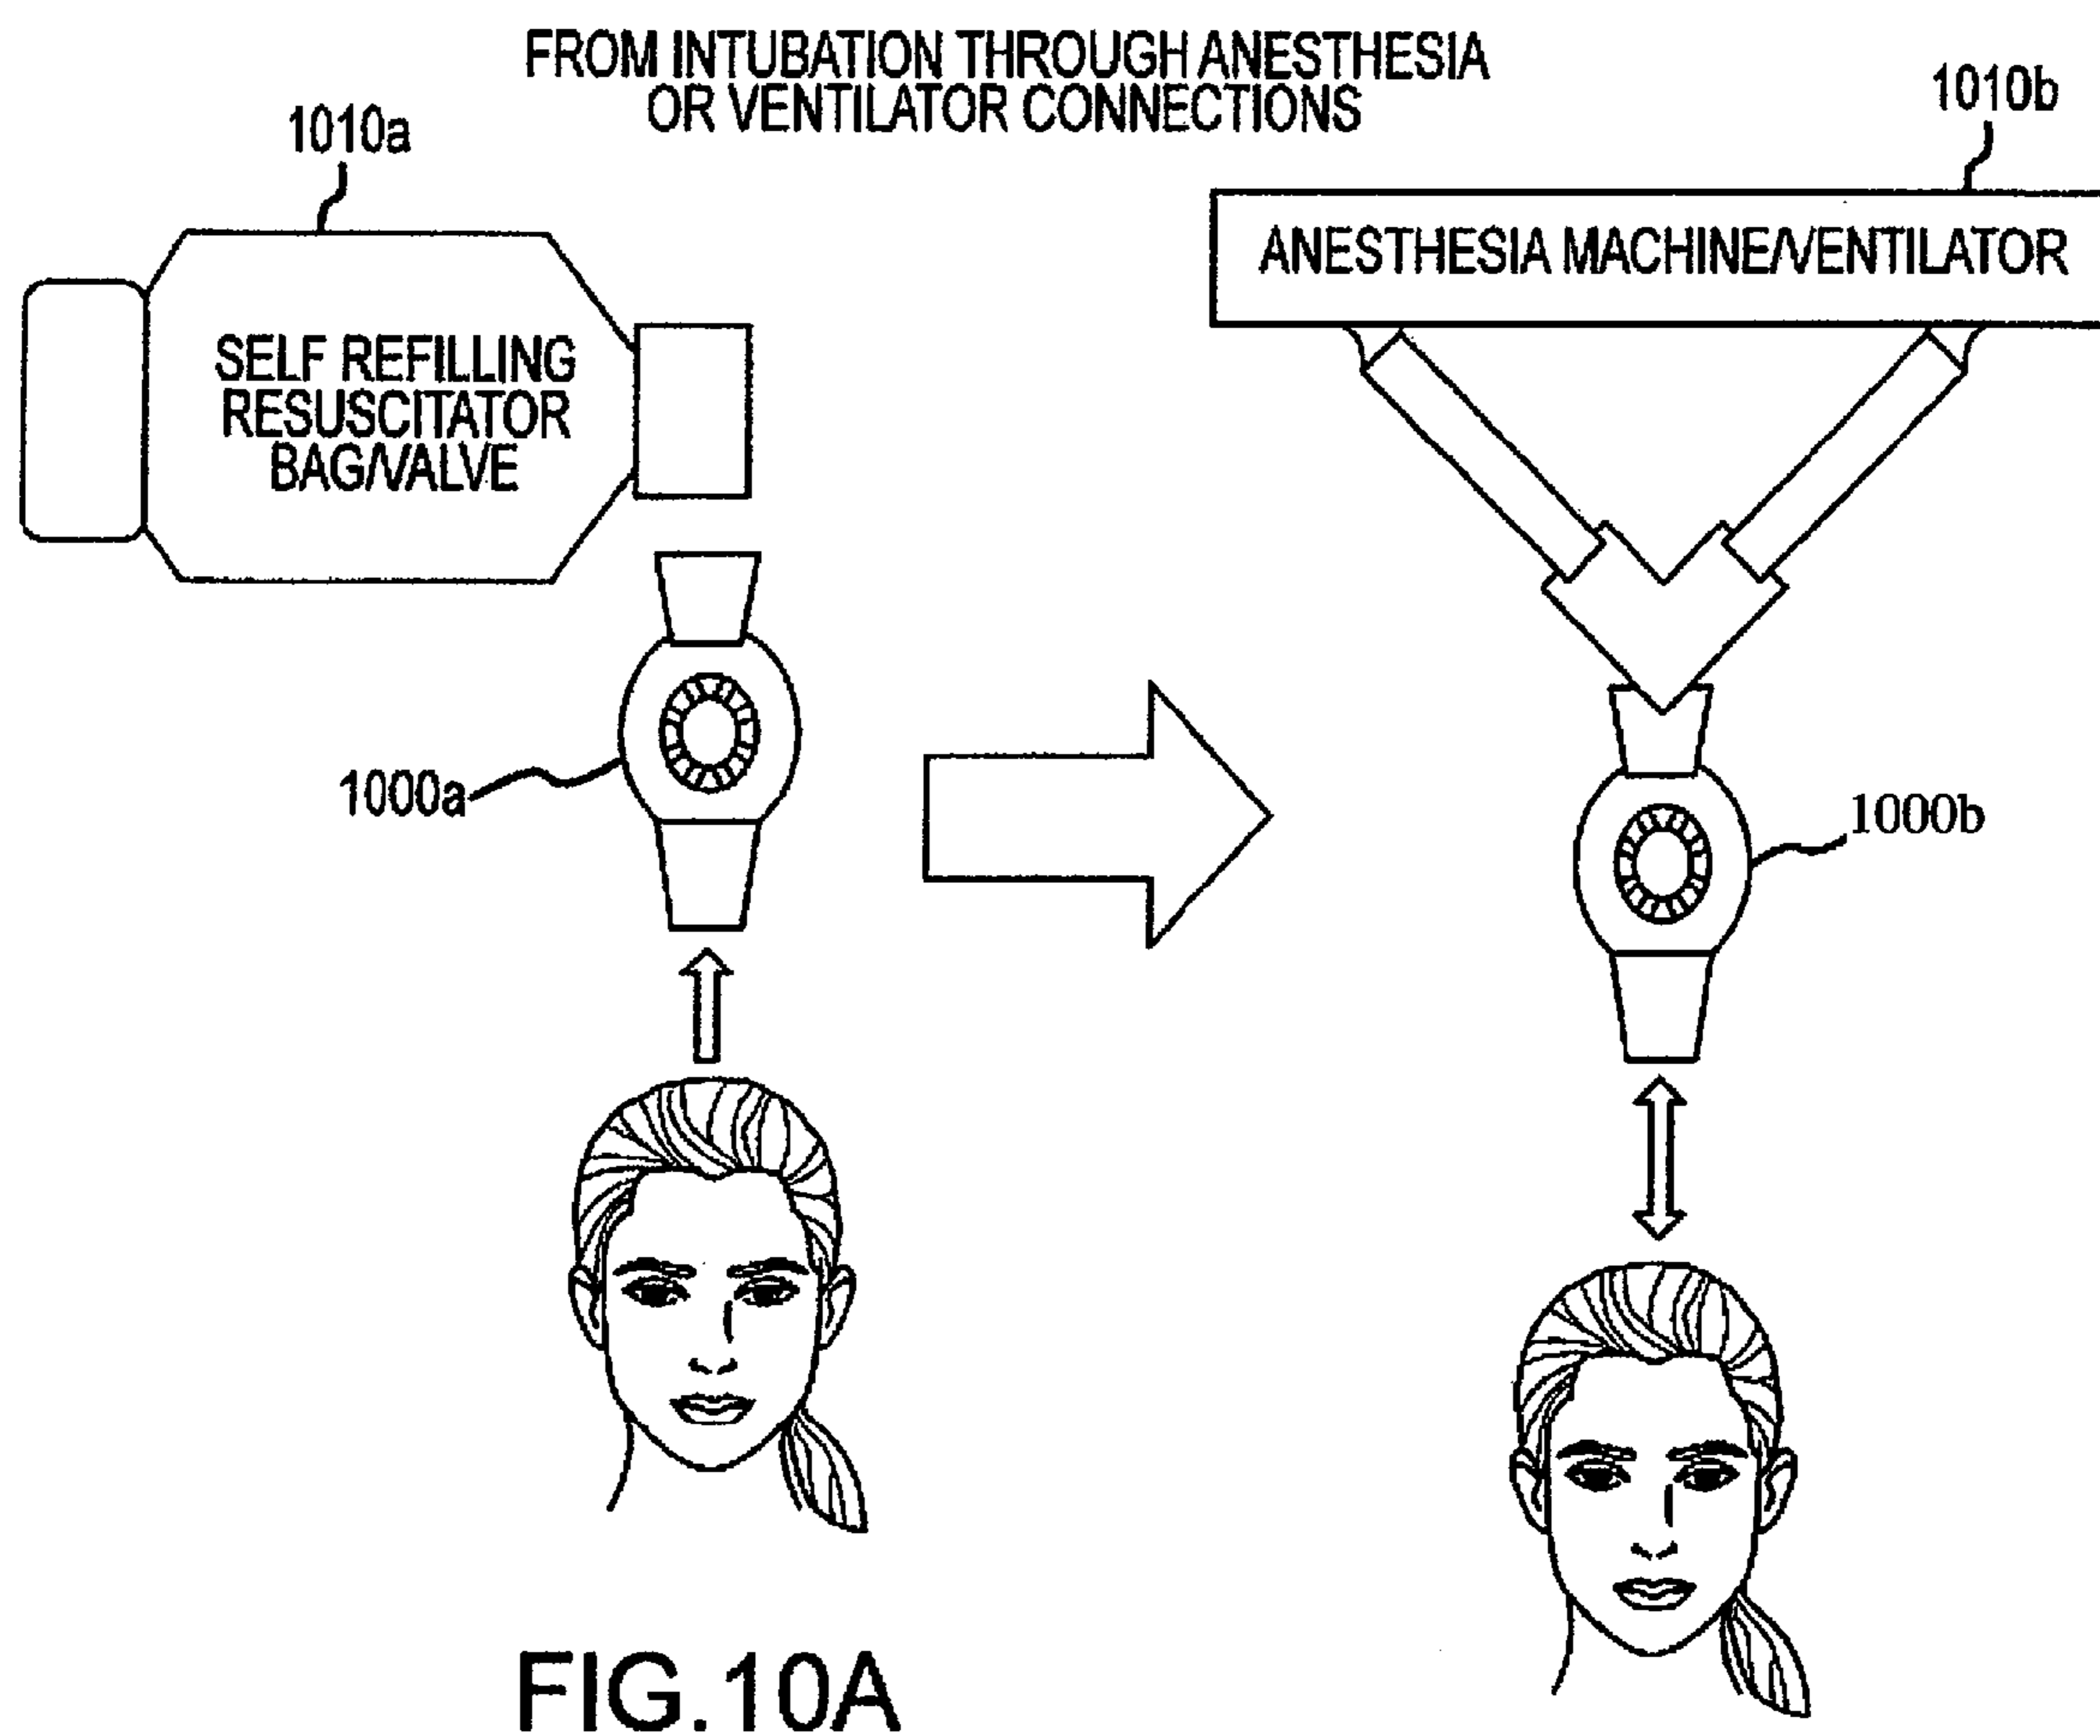 FROM INTUBATION THROUGH ANESTHESIA
OR VENTILATOR CONNECTIONS
1010a
1010b
SELF REFILLING
RESUSCITATOR
BAG/VALVE
ANESTHESIA MACHINE/VENTILATOR
1000a
1000b
FIG.10A